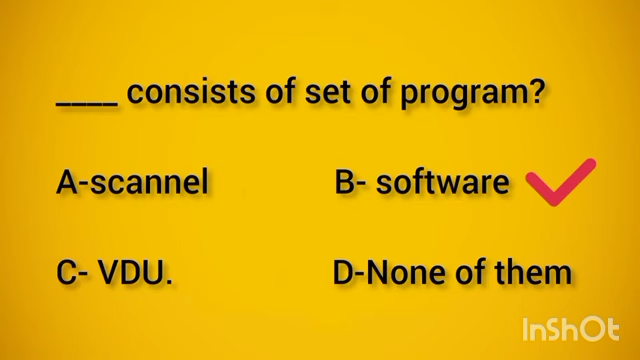 ____ consists of set of program?
A-scannel
B- software
C- VDU.
D-None of them
InShOt